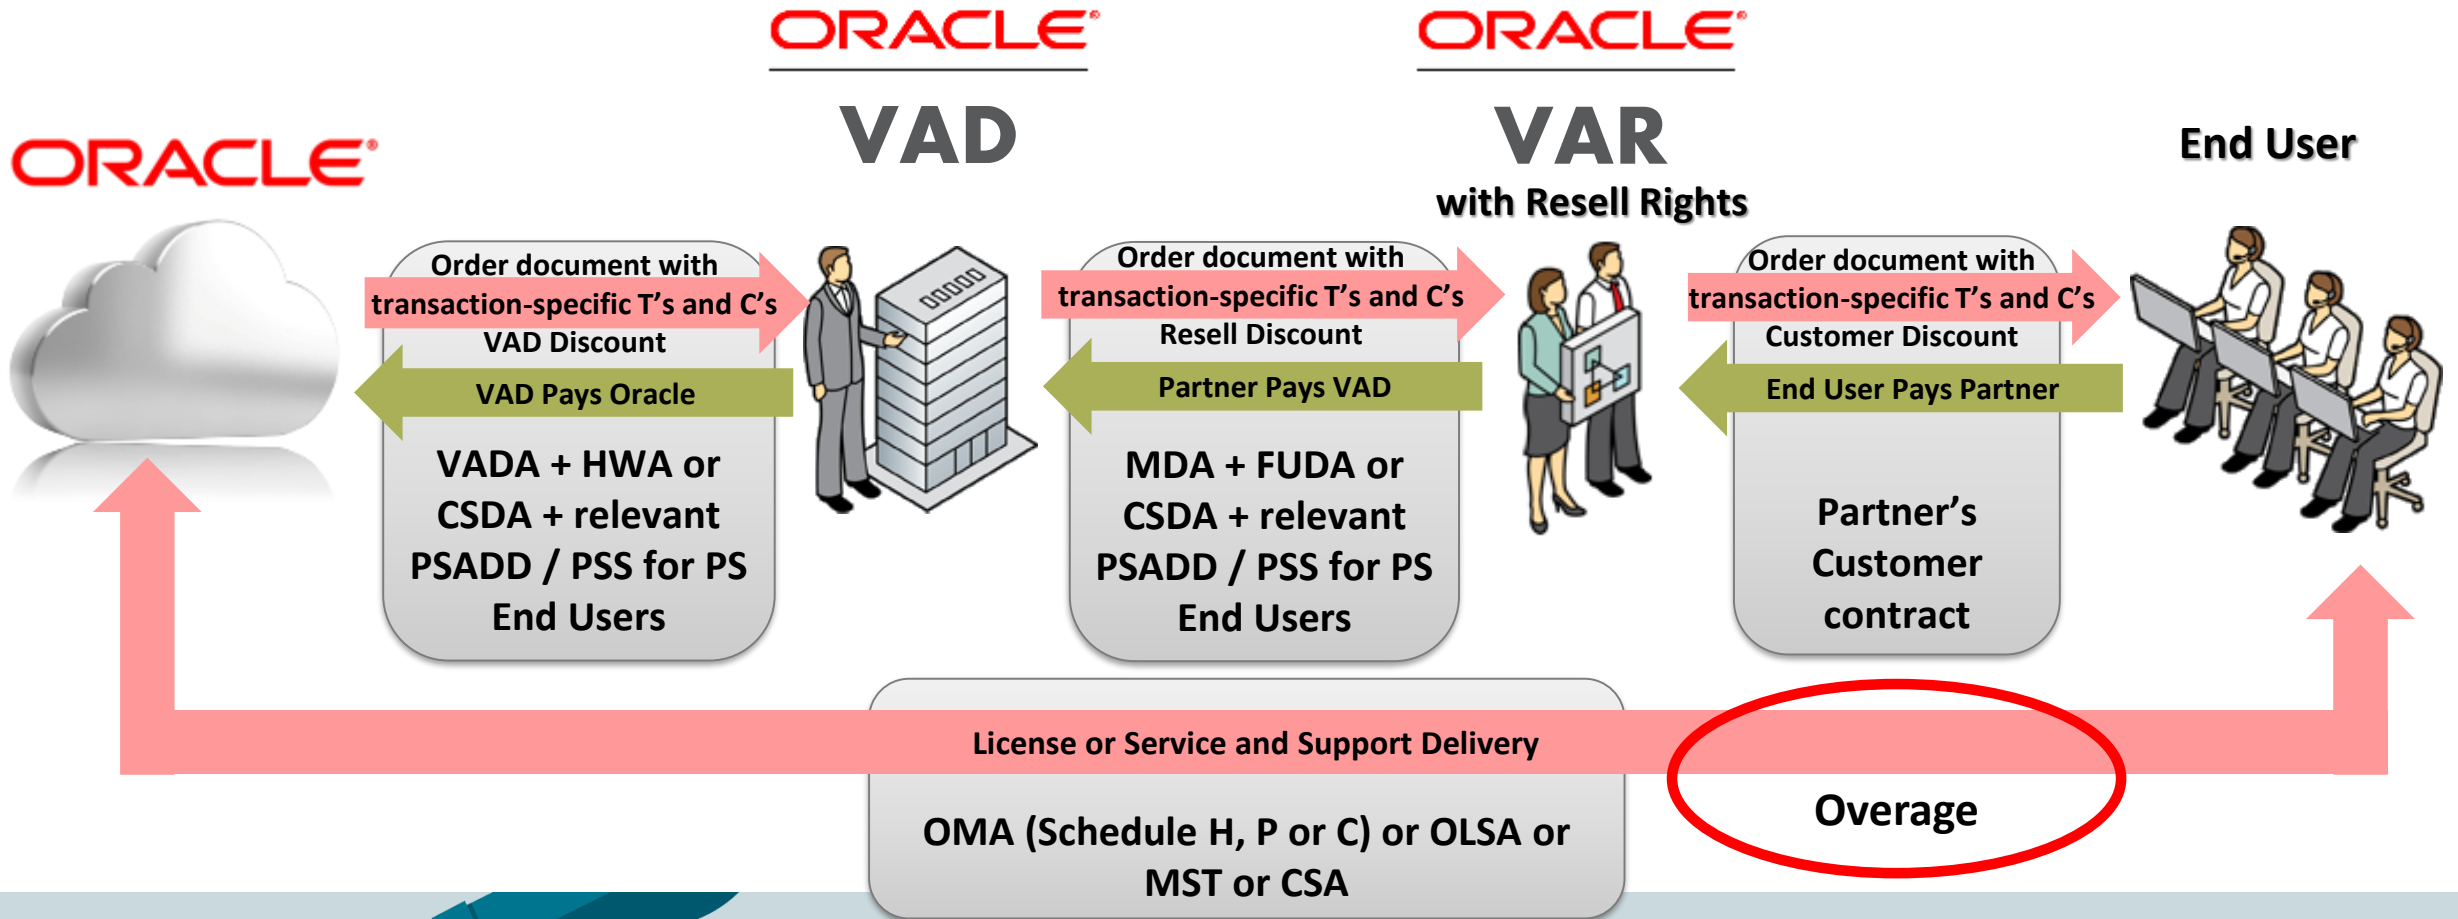 ORACLE®
ORACLE®
VAD
ORACLE®
VAR
with Resell Rights
End User
Order document with
transaction-specific T's and C's
VAD Discount
VAD Pays Oracle
VADA + HWA or
CSDA + relevant
PSADD / PSS for PS
End Users
Order document with
transaction-specific T's and C's
Resell Discount
Partner Pays VAD
MDA + FUDA or
CSDA + relevant
PSADD / PSS for PS
End Users
Order document with
transaction-specific T's and C's
Customer Discount
End User Pays Partner
Partner's
Customer
contract
License or Service and Support Delivery
OMA (Schedule H, P or C) or OLSA or
MST or CSA
Overage